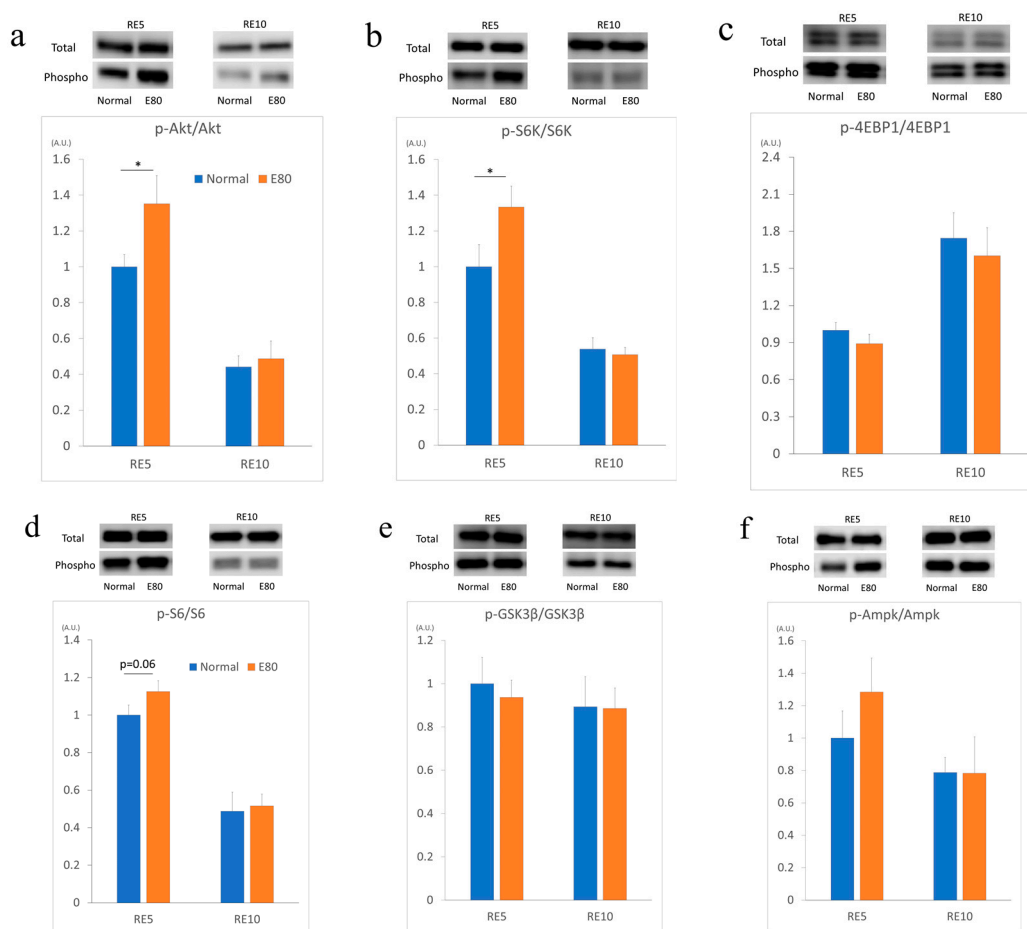 a
RE5 RE10
Total
Phospho
Normal E80 Normal E80
p-Akt/Akt
(A.U.)
1.6
1.4
1.2
1
0.8
0.6
0.4
0.2
0
*
Normal E80
RE5 RE10
b
RE5 RE10
Total
Phospho
Normal E80 Normal E80
p-S6K/S6K
(A.U.)
1.6
1.4
1.2
1
0.8
0.6
0.4
0.2
0
*
RE5 RE10
c
RE5 RE10
Total
Phospho
Normal E80 Normal E80
p-4EBP1/4EBP1
(A.U.)
2.4
2.1
1.8
1.5
1.2
0.9
0.6
0.3
0
RE5 RE10
d
RE5 RE10
Total
Phospho
Normal E80 Normal E80
p-S6/S6
(A.U.)
1.4
1.2
1
0.8
0.6
0.4
0.2
0
p=0.06
Normal E80
RE5 RE10
e
RE5 RE10
Total
Phospho
Normal E80 Normal E80
p-GSK3β/GSK3β
(A.U.)
1.2
1
0.8
0.6
0.4
0.2
0
RE5 RE10
f
RE5 RE10
Total
Phospho
Normal E80 Normal E80
p-Ampk/Ampk
(A.U.)
1.6
1.4
1.2
1
0.8
0.6
0.4
0.2
0
RE5 RE10